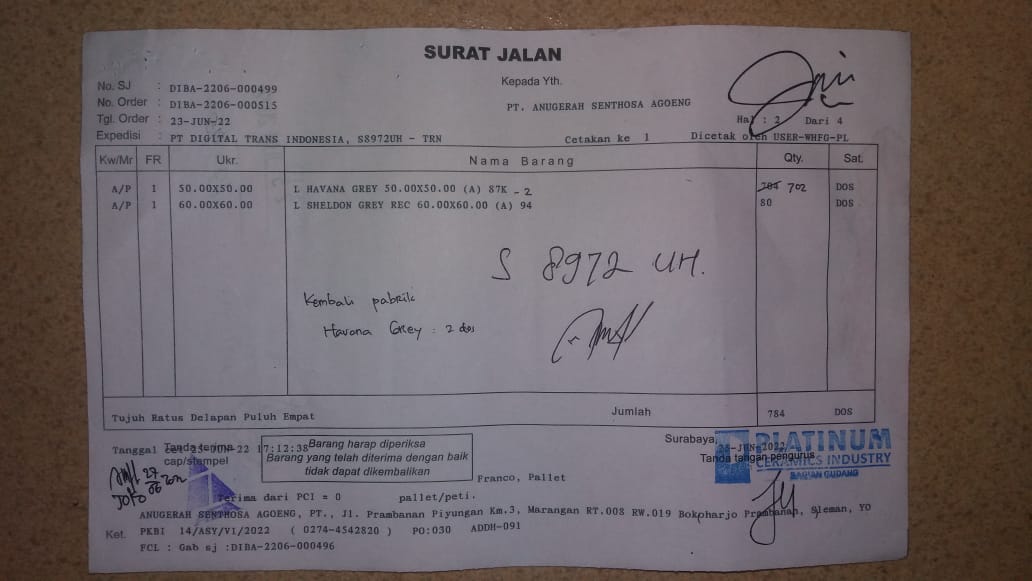 SURAT JALAN
No. SJ : DIBA-2206-000499
Kepada Yth.
No. Order : DIBA-2206-000515
PT. ANUGERAH SENTHOSA AGOENG
Tgl. Order : 23-JUN-22
Hal : 2 Dari 4
Expedisi : PT DIGITAL TRANS INDONESIA, S8972UH - TRN Cetakan ke 1 Dicetak oleh USER-WHFG-PL
Kw/Mr FR Ukr. Nama Barang Qty. Sat.
A/P 1 50.00X50.00 L HAVANA GREY 50.00X50.00 (A) 87K - 2 704 702 DOS
A/P 1 60.00X60.00 L SHELDON GREY REC 60.00X60.00 (A) 94 80 DOS
S 8972 UH.
Kembali pabrik
Havana Grey : 2 dos
Tujuh Ratus Delapan Puluh Empat Jumlah 784 DOS
Tanggal cet 23-JUN-22 17:12:38
Tanda terima
cap/stampel
Barang harap diperiksa
Barang yang telah diterima dengan baik
tidak dapat dikembalikan
Surabaya,
Tanda tangan pengurus
PLATINUM
CERAMICS INDUSTRY
BAGIAN GUDANG
27/06 2022
JOKO
Franco, Pallet
Terima dari PCI = 0 pallet/peti.
ANUGERAH SENTHOSA AGOENG, PT., Jl. Prambanan Piyungan Km.3, Marangan RT.008 RW.019 Bokoharjo Prambanan, Sleman, YO
Ket. PKBI 14/ASY/VI/2022 ( 0274-4542820 ) PO:030 ADDH-091
FCL : Gab sj :DIBA-2206-000496